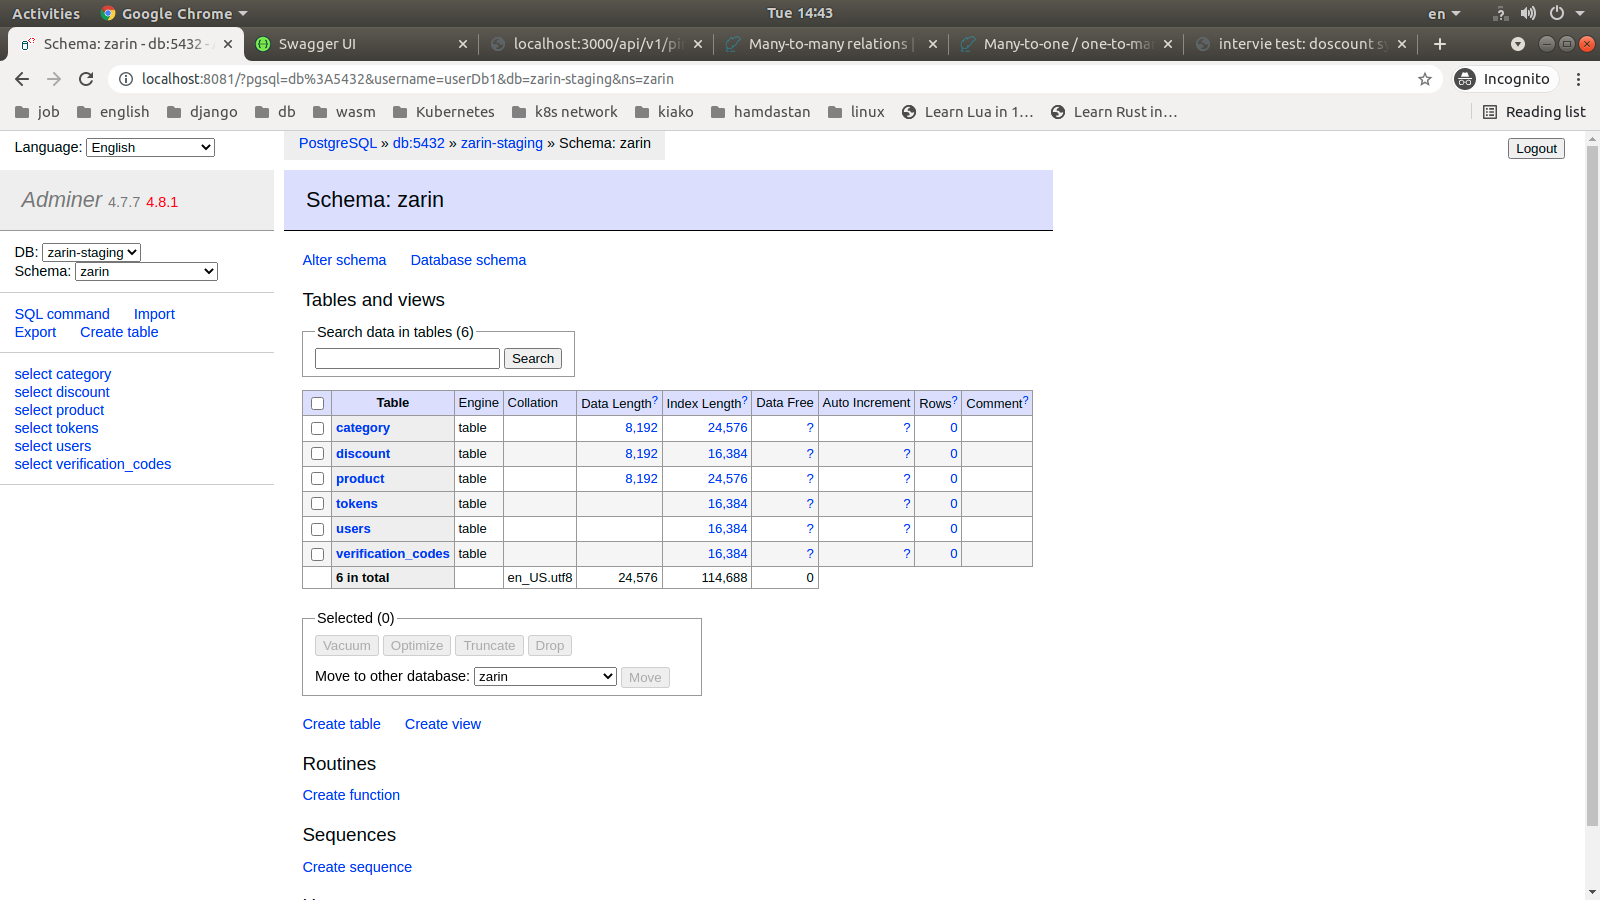 Activities Google Chrome Tue 14:43 en
Schema: zarin - db:5432 - Swagger UI localhost:3000/api/v1/pi Many-to-many relations | Many-to-one / one-to-ma intervie test: doscount s
localhost:8081/?pgsql=db%3A5432&username=userDb1&db=zarin-staging&ns=zarin Incognito
job english django db wasm Kubernetes k8s network kiako hamdastan linux Learn Lua in 1... Learn Rust in... Reading list
Language: English
PostgreSQL » db:5432 » zarin-staging » Schema: zarin
Logout
Adminer 4.7.7 4.8.1
Schema: zarin
DB: zarin-staging
Schema: zarin
SQL command Import
Export Create table
select category
select discount
select product
select tokens
select users
select verification_codes
Alter schema Database schema
Tables and views
Search data in tables (6)
Search
Table Engine Collation Data Length? Index Length? Data Free Auto Increment Rows? Comment?
category table 8,192 24,576 ? ? 0
discount table 8,192 16,384 ? ? 0
product table 8,192 24,576 ? ? 0
tokens table 16,384 ? ? 0
users table 16,384 ? ? 0
verification_codes table 16,384 ? ? 0
6 in total en_US.utf8 24,576 114,688 0
Selected (0)
Vacuum Optimize Truncate Drop
Move to other database: zarin Move
Create table Create view
Routines
Create function
Sequences
Create sequence